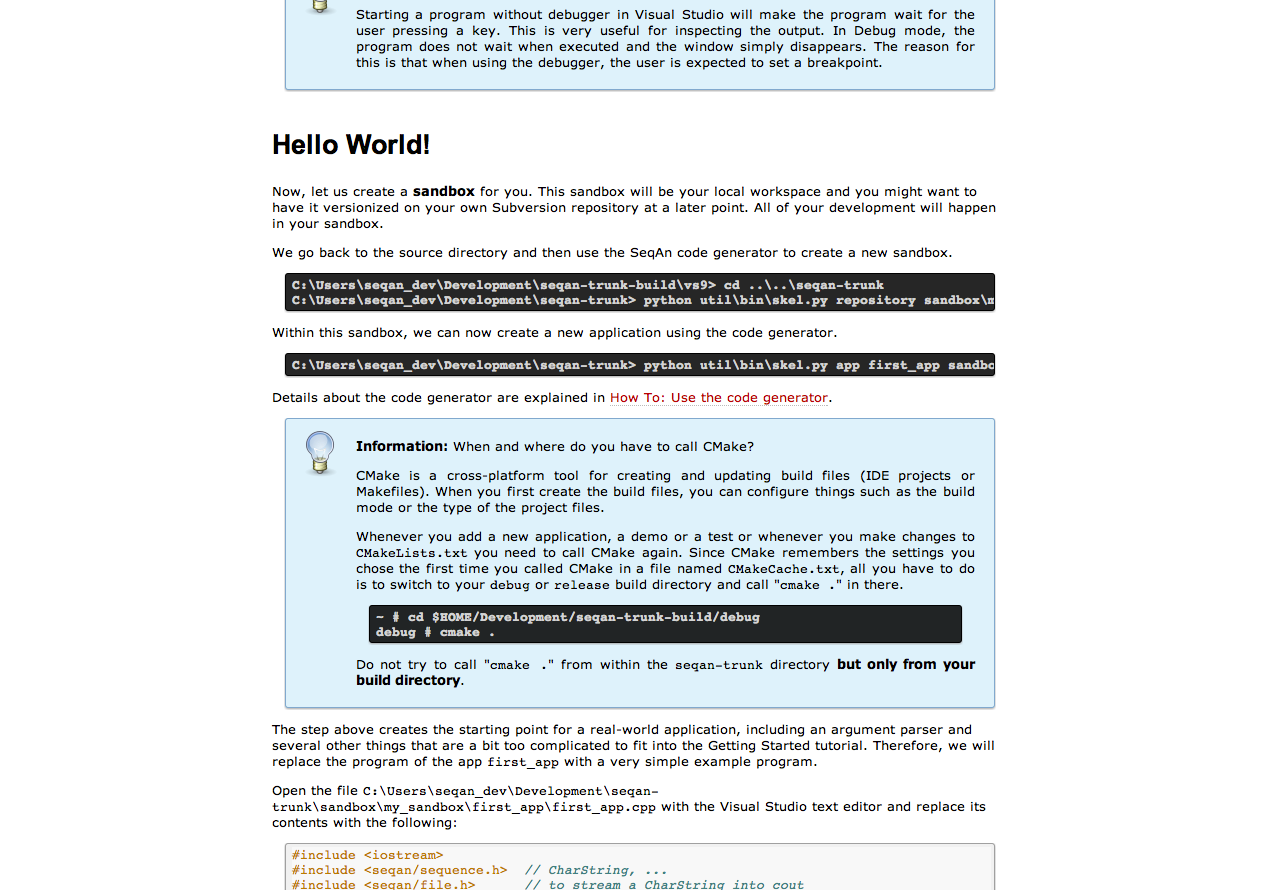 Starting a program without debugger in Visual Studio will make the program wait for the
user pressing a key. This is very useful for inspecting the output. In Debug mode, the
program does not wait when executed and the window simply disappears. The reason for
this is that when using the debugger, the user is expected to set a breakpoint.
Hello World!
Now, let us create a sandbox for you. This sandbox will be your local workspace and you might want to
have it versionized on your own Subversion repository at a later point. All of your development will happen
in your sandbox.
We go back to the source directory and then use the SeqAn code generator to create a new sandbox.
C:\Users\seqan_dev\Development\seqan-trunk-build\vs9> cd ..\..\seqan-trunk
C:\Users\seqan_dev\Development\seqan-trunk> python util\bin\skel.py repository sandbox\m
Within this sandbox, we can now create a new application using the code generator.
C:\Users\seqan_dev\Development\seqan-trunk> python util\bin\skel.py app first_app sandbo
Details about the code generator are explained in How To: Use the code generator.
Information: When and where do you have to call CMake?
CMake is a cross-platform tool for creating and updating build files (IDE projects or
Makefiles). When you first create the build files, you can configure things such as the build
mode or the type of the project files.
Whenever you add a new application, a demo or a test or whenever you make changes to
CMakeLists.txt you need to call CMake again. Since CMake remembers the settings you
chose the first time you called CMake in a file named CMakeCache.txt, all you have to do
is to switch to your debug or release build directory and call "cmake ." in there.
~ # cd $HOME/Development/seqan-trunk-build/debug
debug # cmake .
Do not try to call "cmake ." from within the seqan-trunk directory but only from your
build directory.
The step above creates the starting point for a real-world application, including an argument parser and
several other things that are a bit too complicated to fit into the Getting Started tutorial. Therefore, we will
replace the program of the app first_app with a very simple example program.
Open the file C:\Users\seqan_dev\Development\seqan-
trunk\sandbox\my_sandbox\first_app\first_app.cpp with the Visual Studio text editor and replace its
contents with the following:
#include <iostream>
#include <seqan/sequence.h>  // CharString, ...
#include <seqan/file.h>      // to stream a CharString into cout